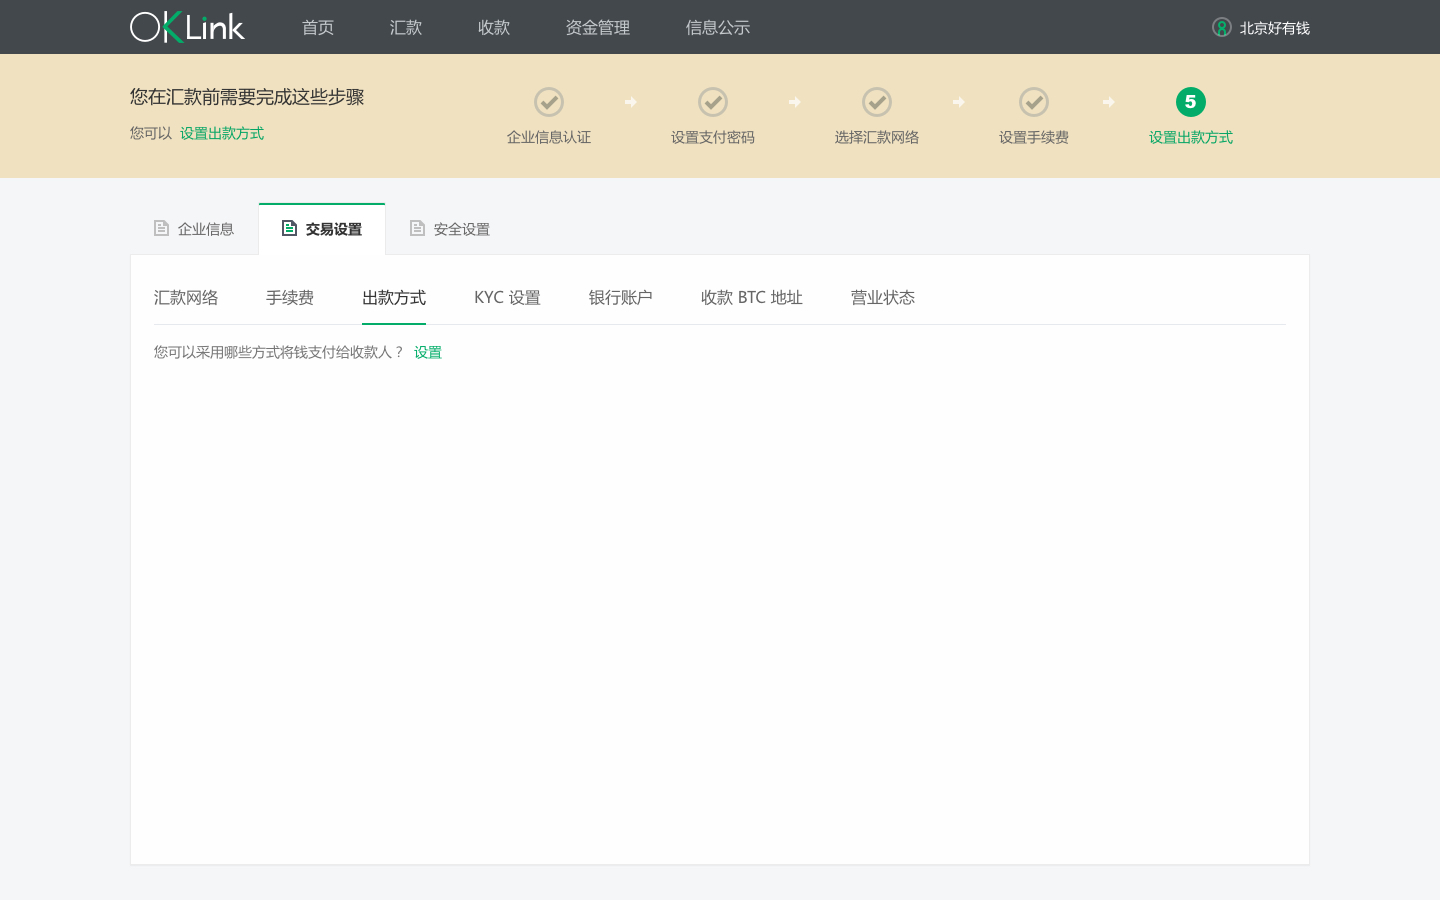 OKLink 首页 汇款 收款 资金管理 信息公示 北京好有钱
您在汇款前需要完成这些步骤
您可以 设置出款方式
企业信息认证 设置支付密码 选择汇款网络 设置手续费 5 设置出款方式
企业信息 交易设置 安全设置
汇款网络 手续费 出款方式 KYC 设置 银行账户 收款 BTC 地址 营业状态
您可以采用哪些方式将钱支付给收款人？ 设置